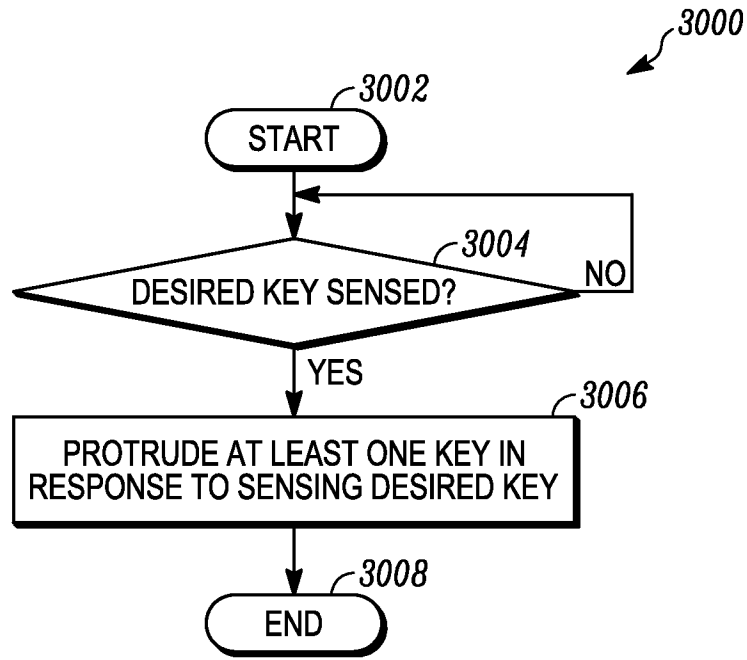 3000
3002
START
3004
DESIRED KEY SENSED?
NO
YES
3006
PROTRUDE AT LEAST ONE KEY IN
RESPONSE TO SENSING DESIRED KEY
3008
END